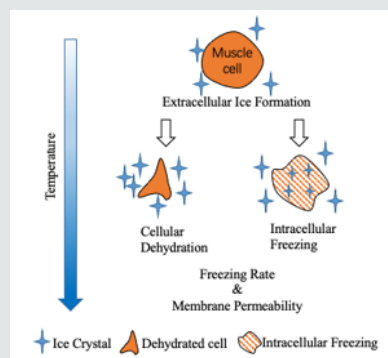 Muscle
cell
Extracellular Ice Formation
Temperature
Cellular
Dehydration
Intracellular
Freezing
Freezing Rate
&
Membrane Permeability
Ice Crystal
Dehydrated cell
Intracellular Freezing